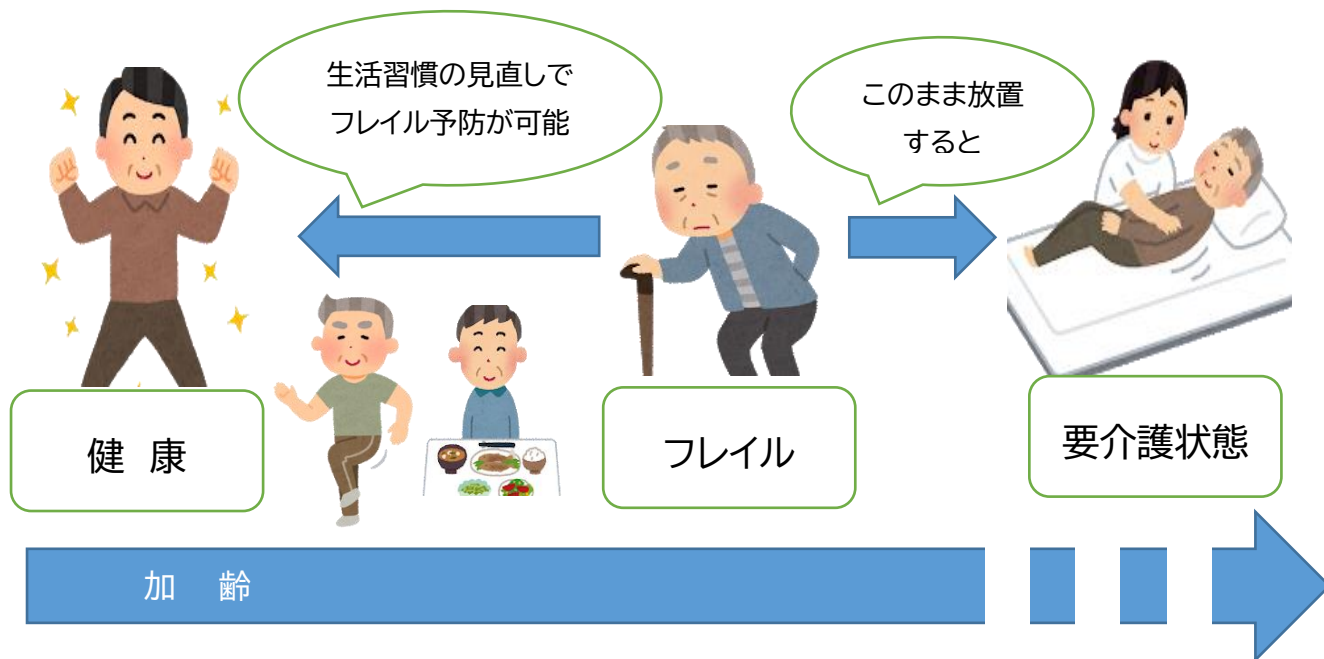 生活習慣の見直しで
フレイル予防が可能
このまま放置
すると
健 康
フレイル
要介護状態
加 齢